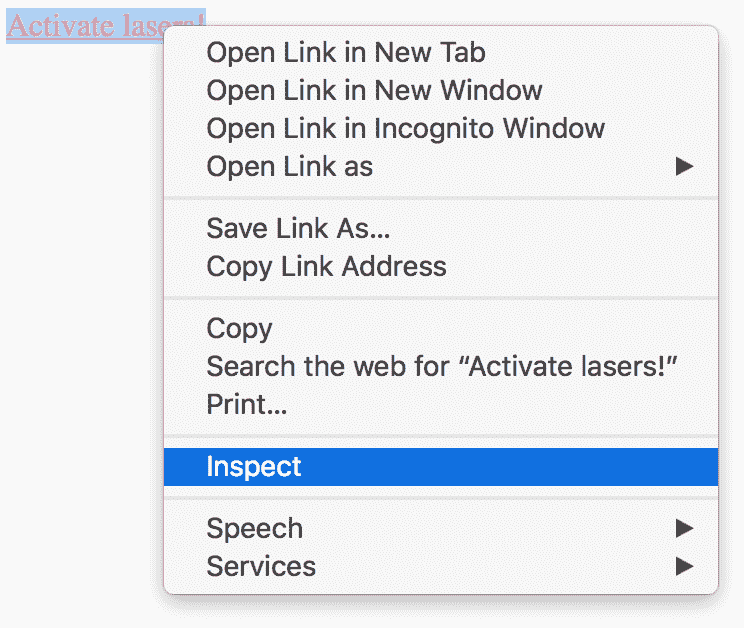 Activate lasers!
Open Link in New Tab
Open Link in New Window
Open Link in Incognito Window
Open Link as
Save Link As...
Copy Link Address
Copy
Search the web for “Activate lasers!”
Print...
Inspect
Speech
Services